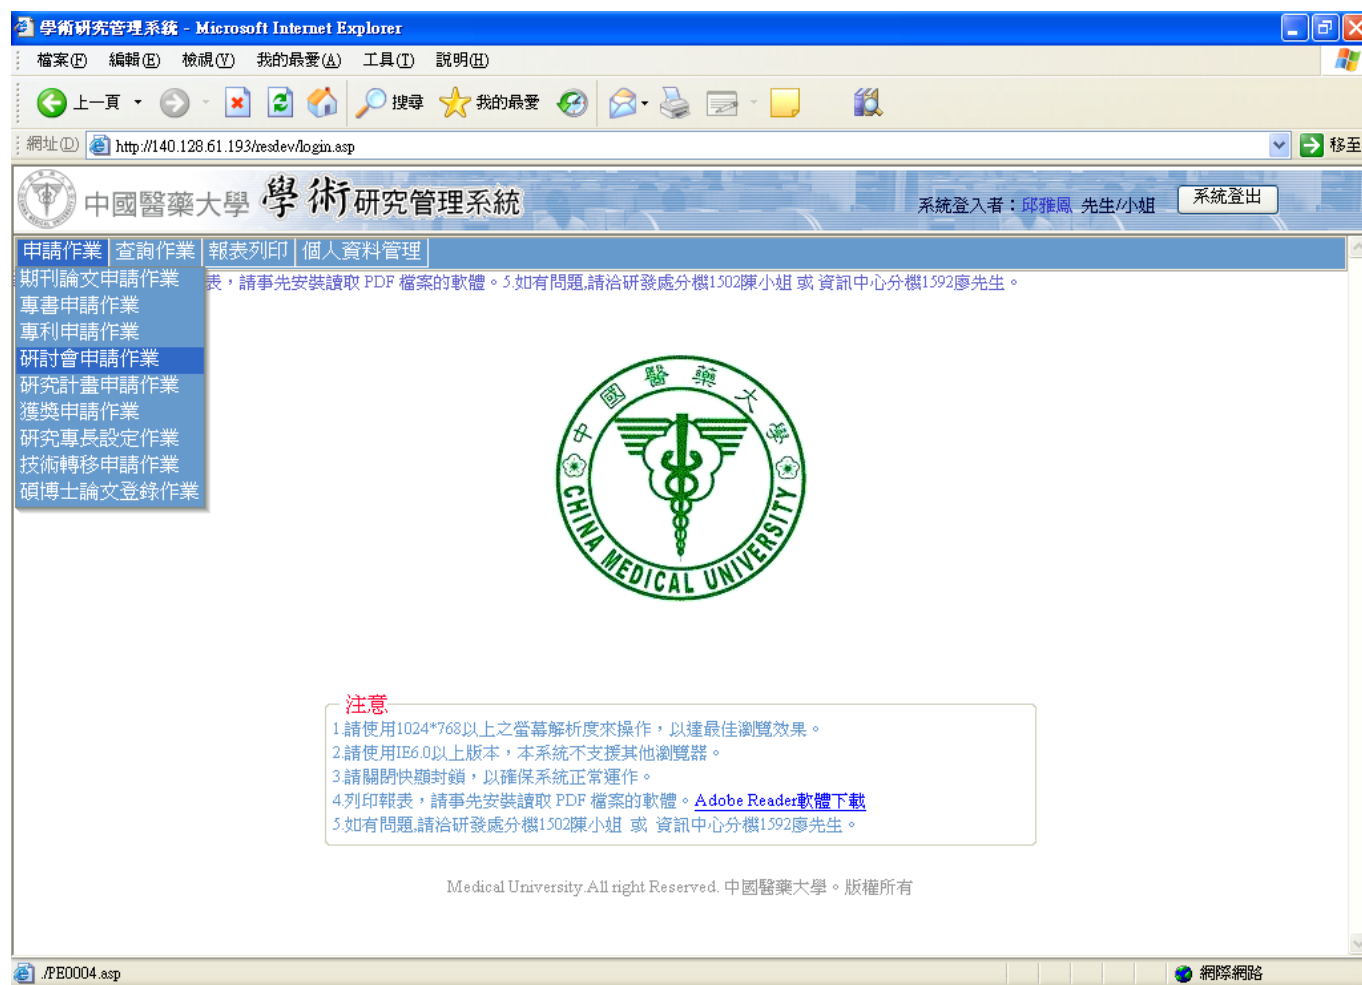 學術研究管理系統 - Microsoft Internet Explorer
檔案(F) 編輯(E) 檢視(V) 我的最愛(A) 工具(T) 說明(H)
上一頁 搜尋 我的最愛
網址(D) http://140.128.61.193/resdev/login.asp 移至
中國醫藥大學 學術研究管理系統 系統登入者：邱雅鳳 先生/小姐 系統登出
申請作業 查詢作業 報表列印 個人資料管理
表，請事先安裝讀取 PDF 檔案的軟體。5.如有問題,請洽研發處分機1502陳小姐 或 資訊中心分機1592廖先生。
期刊論文申請作業
專書申請作業
專利申請作業
研討會申請作業
研究計畫申請作業
獲獎申請作業
研究專長設定作業
技術轉移申請作業
碩博士論文登錄作業
中國醫藥大學
CHINA MEDICAL UNIVERSITY
注意
1.請使用1024*768以上之螢幕解析度來操作，以達最佳瀏覽效果。
2.請使用IE6.0以上版本，本系統不支援其他瀏覽器。
3.請關閉快顯封鎖，以確保系統正常運作。
4.列印報表，請事先安裝讀取 PDF 檔案的軟體。Adobe Reader軟體下載
5.如有問題,請洽研發處分機1502陳小姐 或 資訊中心分機1592廖先生。
Medical University.All right Reserved. 中國醫藥大學。版權所有
./PE0004.asp 網際網路